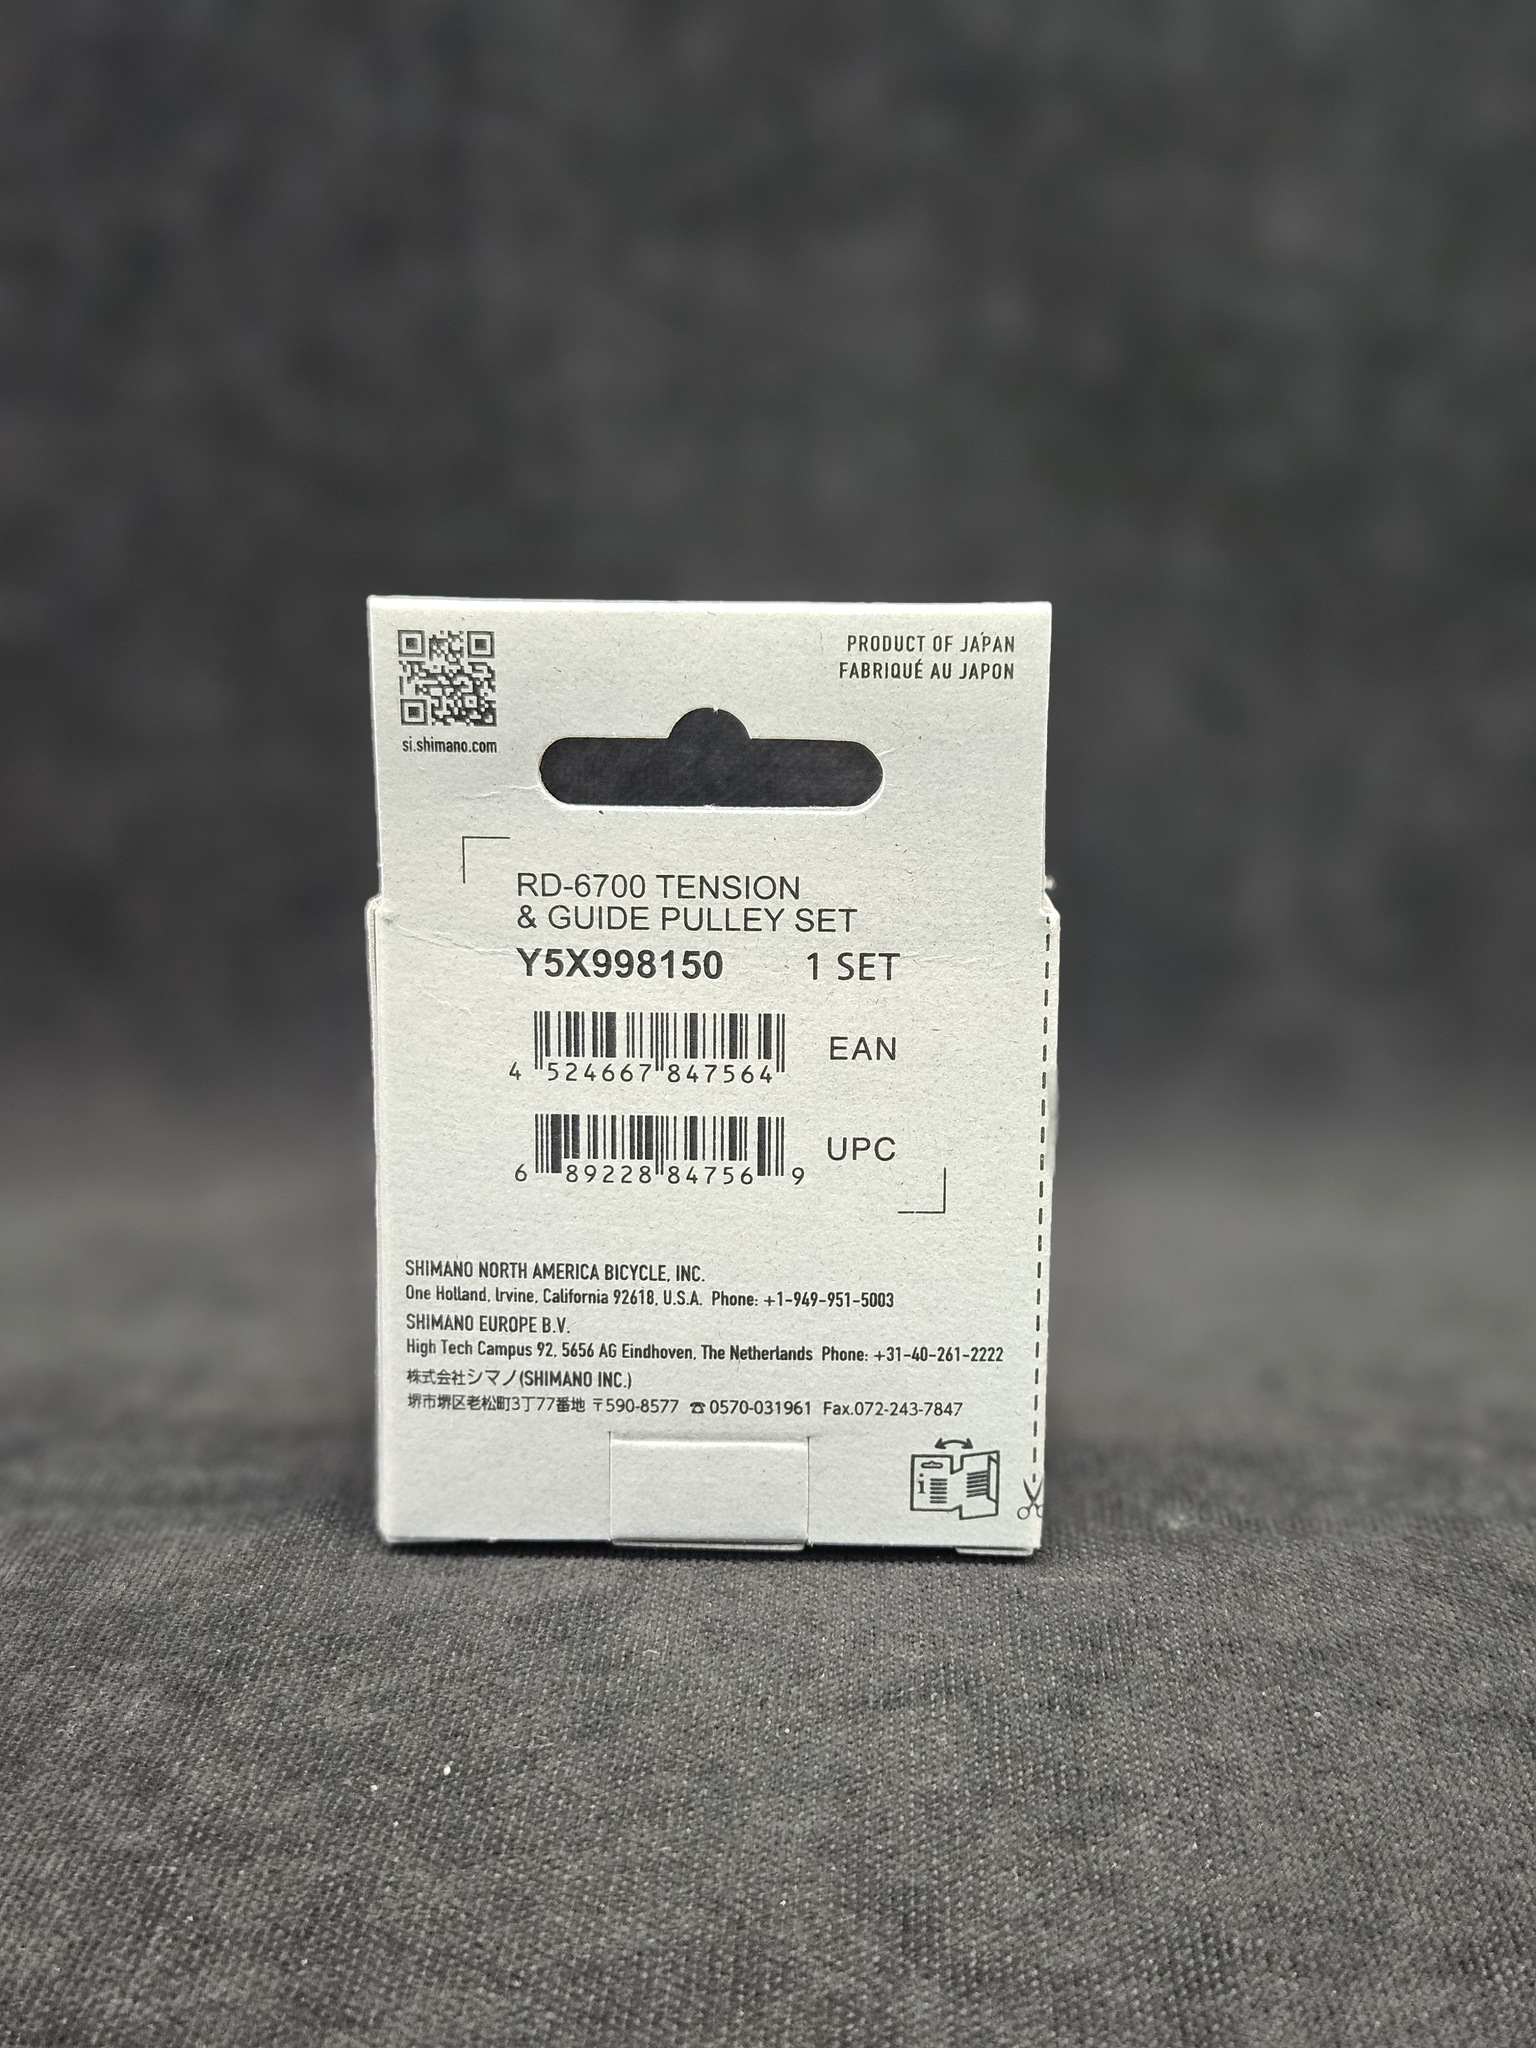 PRODUCT OF JAPAN
FABRIQUÉ AU JAPON
si.shimano.com
RD-6700 TENSION
& GUIDE PULLEY SET
Y5X998150 1 SET
4 524667 847564 EAN
6 89228 84756 9 UPC
SHIMANO NORTH AMERICA BICYCLE, INC.
One Holland, Irvine, California 92618, U.S.A. Phone: +1-949-951-5003
SHIMANO EUROPE B.V.
High Tech Campus 92, 5656 AG Eindhoven, The Netherlands Phone: +31-40-261-2222
株式会社シマノ(SHIMANO INC.)
堺市堺区老松町3丁77番地 〒590-8577 ☎0570-031961 Fax.072-243-7847
i